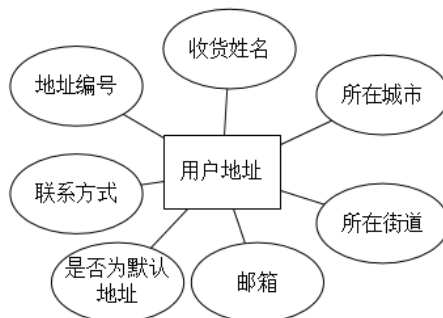 收货姓名
地址编号
所在城市
用户地址
联系方式
所在街道
是否为默认
地址
邮箱